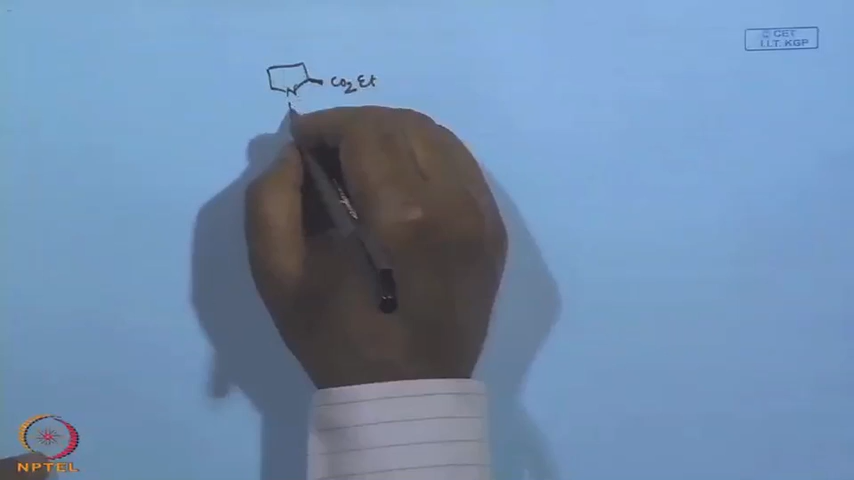 © CET
I.I.T. KGP
CO2Et
N
NPTEL